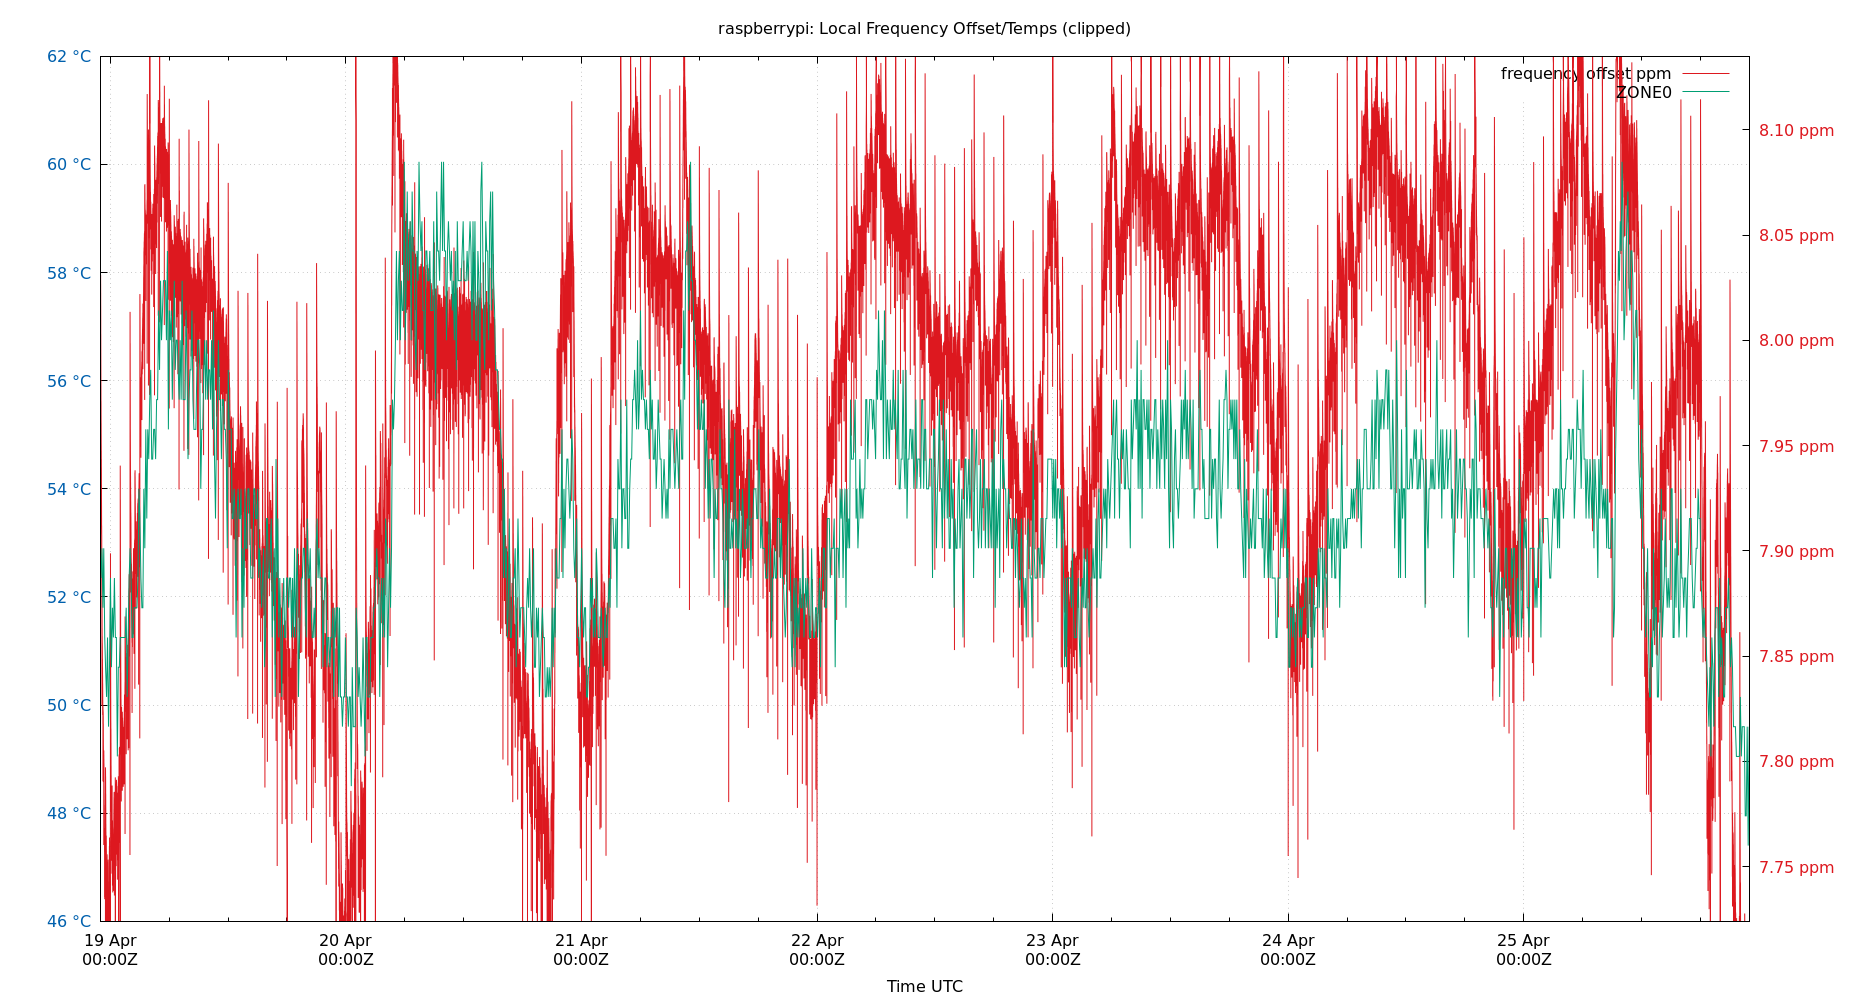 raspberrypi: Local Frequency Offset/Temps (clipped)
62 °C
60 °C
58 °C
56 °C
54 °C
52 °C
50 °C
48 °C
46 °C
frequency offset ppm
ZONE0
8.10 ppm
8.05 ppm
8.00 ppm
7.95 ppm
7.90 ppm
7.85 ppm
7.80 ppm
7.75 ppm
19 Apr 20 Apr 21 Apr 22 Apr 23 Apr 24 Apr 25 Apr
00:00Z 00:00Z 00:00Z 00:00Z 00:00Z 00:00Z 00:00Z
Time UTC